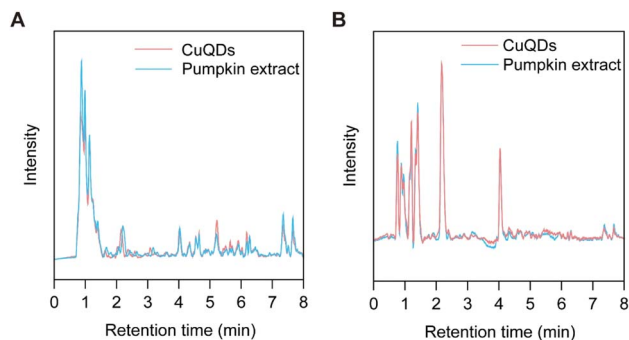 A
CuQDs
Pumpkin extract
Intensity
0 1 2 3 4 5 6 7 8
Retention time (min)
B
CuQDs
Pumpkin extract
Intensity
0 1 2 3 4 5 6 7 8
Retention time (min)